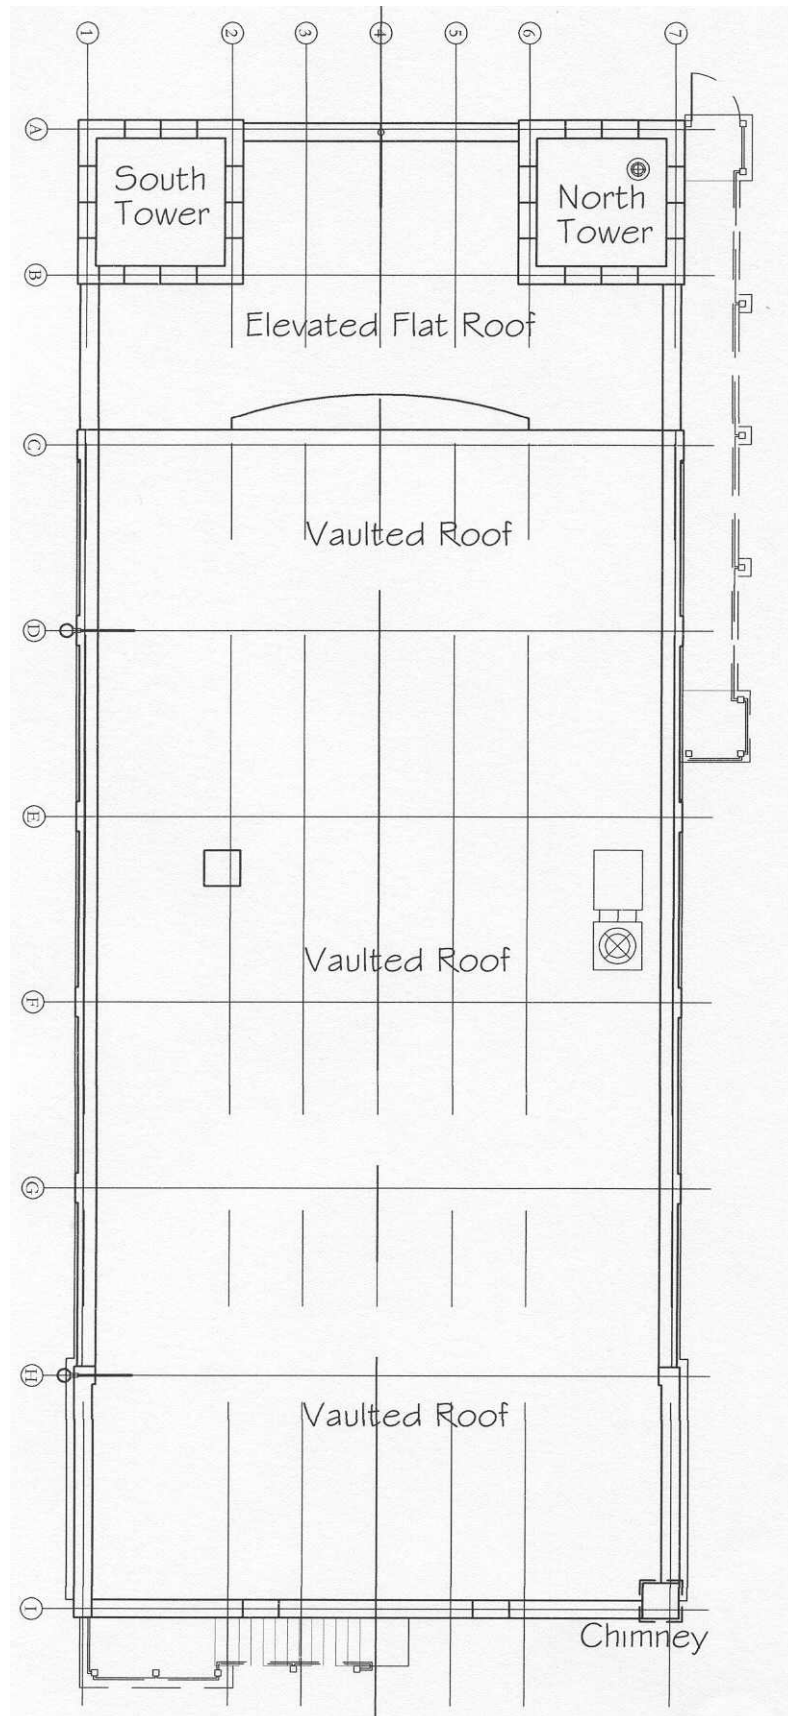 1 2 3 4 5 6 7
A
South
Tower
North
Tower
B
Elevated Flat Roof
C
Vaulted Roof
D
E
Vaulted Roof
F
G
H
Vaulted Roof
I
Chimney